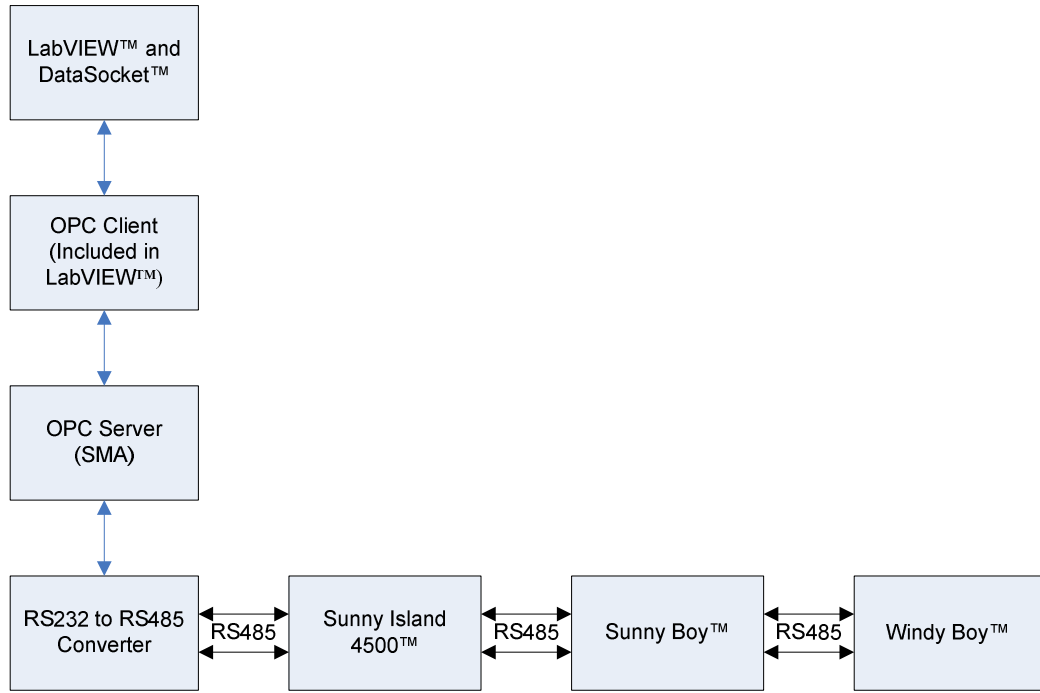 LabVIEW™ and
DataSocket™
OPC Client
(Included in
LabVIEW™)
OPC Server
(SMA)
RS232 to RS485
Converter
RS485
Sunny Island
4500™
RS485
Sunny Boy™
RS485
Windy Boy™